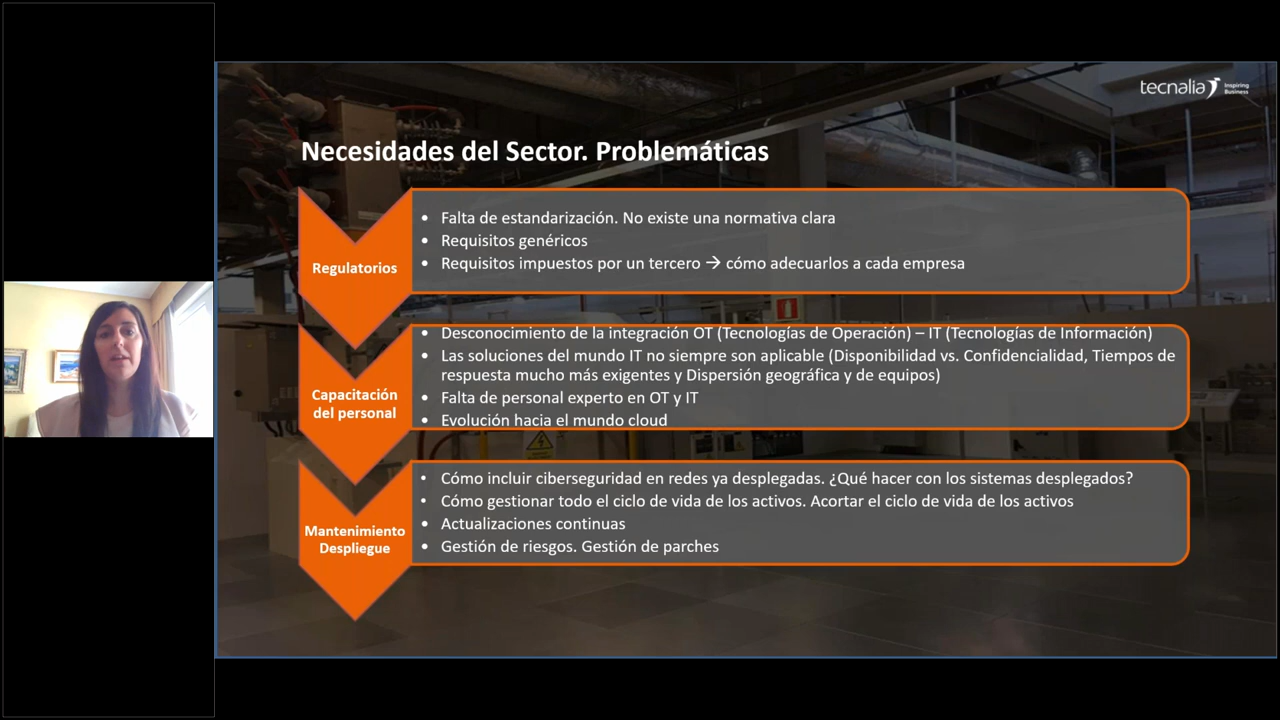 tecnalia Inspiring Business
Necesidades del Sector. Problemáticas
Regulatorios
• Falta de estandarización. No existe una normativa clara
• Requisitos genéricos
• Requisitos impuestos por un tercero → cómo adecuarlos a cada empresa
Capacitación
del personal
• Desconocimiento de la integración OT (Tecnologías de Operación) – IT (Tecnologías de Información)
• Las soluciones del mundo IT no siempre son aplicable (Disponibilidad vs. Confidencialidad, Tiempos de
respuesta mucho más exigentes y Dispersión geográfica y de equipos)
• Falta de personal experto en OT y IT
• Evolución hacia el mundo cloud
Mantenimiento
Despliegue
• Cómo incluir ciberseguridad en redes ya desplegadas. ¿Qué hacer con los sistemas desplegados?
• Cómo gestionar todo el ciclo de vida de los activos. Acortar el ciclo de vida de los activos
• Actualizaciones continuas
• Gestión de riesgos. Gestión de parches